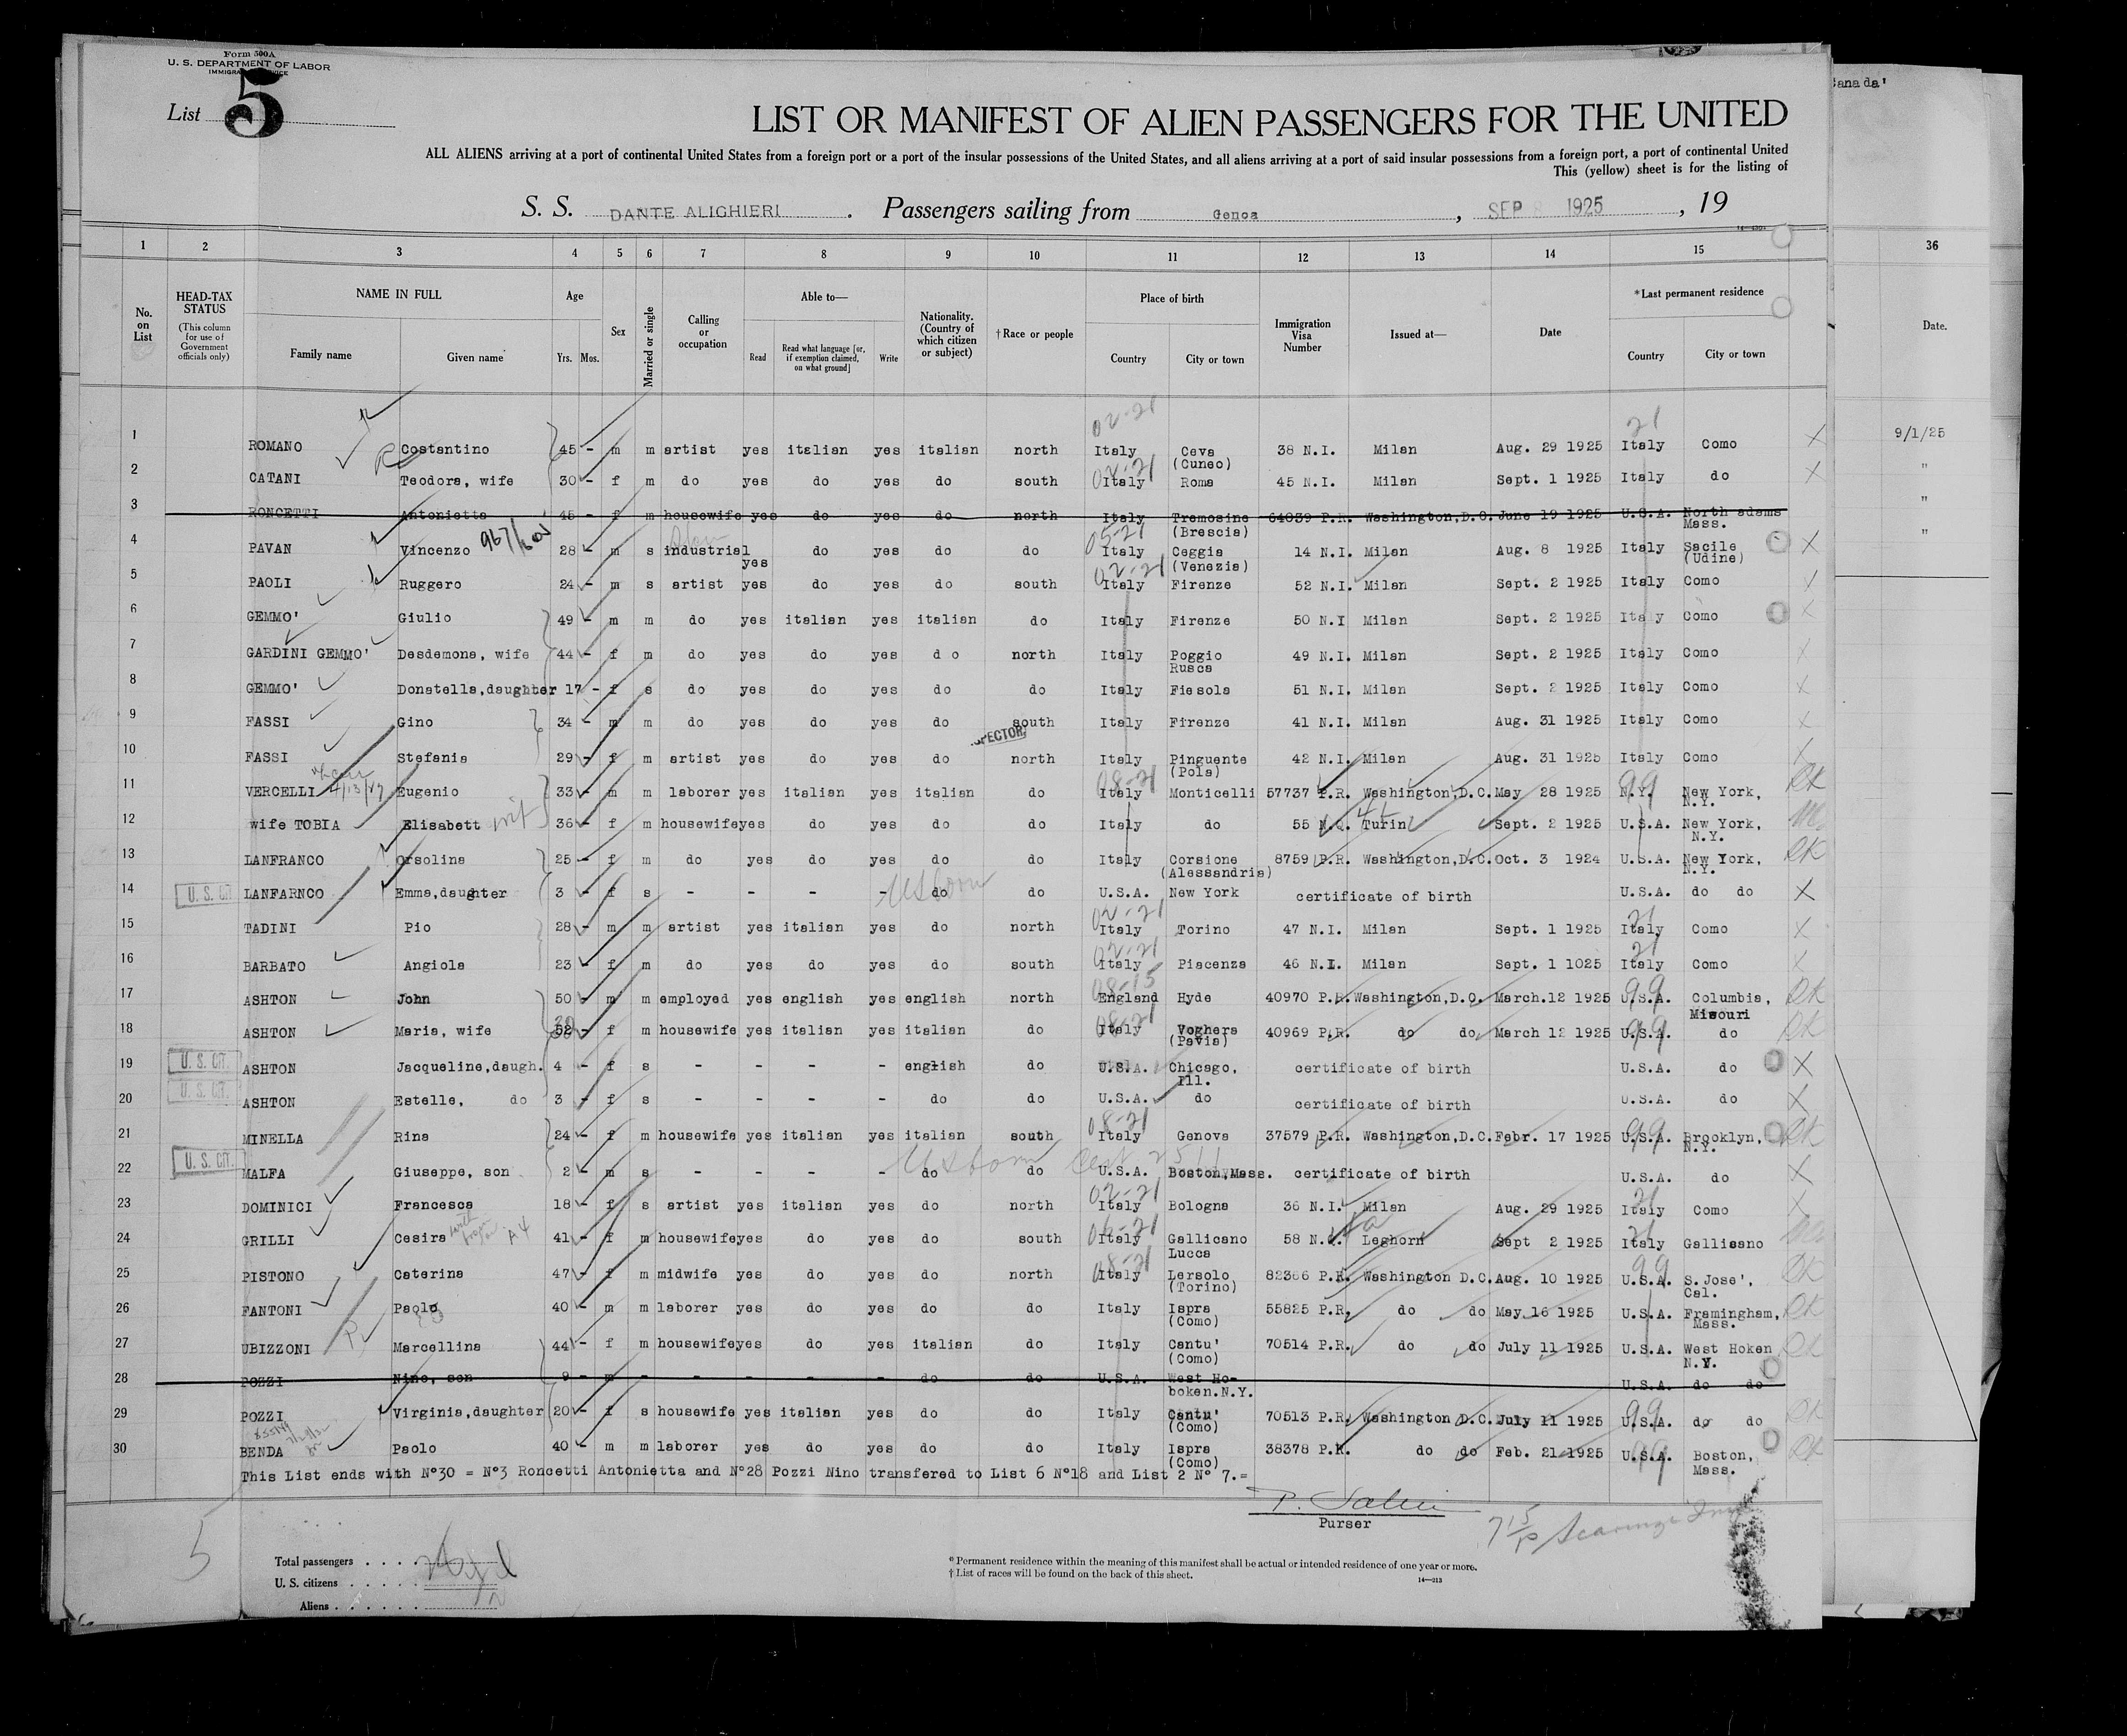 Form 500A
U. S. DEPARTMENT OF LABOR
List 5
LIST OR MANIFEST OF ALIEN PASSENGERS FOR THE UNITED
ALL ALIENS arriving at a port of continental United States from a foreign port or a port of the insular possessions of the United States, and all aliens arriving at a port of said insular possessions from a foreign port, a port of continental United
This (yellow) sheet is for the listing of
S. S. DANTE ALIGHIERI. Passengers sailing from Genoa, SEP 1925, 19
1 2 3 4 5 6 7 8 9 10 11 12 13 14 15 36
No. on List
HEAD-TAX STATUS (This column for use of Government officials only)
NAME IN FULL Family name Given name
Age Yrs. Mos.
Sex
Married or single
Calling or occupation
Able to— Read Read what language [or, if exemption claimed, on what ground] Write
Nationality. (Country of which citizen or subject)
†Race or people
Place of birth Country City or town
Immigration Visa Number
Issued at—
Date
*Last permanent residence Country City or town
Date.
1 ROMANO Costantino 45 - m m artist yes italian yes italian north Italy Ceva (Cuneo) 38 N.I. Milan Aug. 29 1925 Italy Como 9/1/25
2 CATANI Teodora, wife 30 - f m do yes do yes do south Italy Roma 45 N.I. Milan Sept. 1 1925 Italy do "
3 RONCETTI Antonietta 45 - f m housewife yes do yes do north Italy Tremosine (Brescia) 64039 P.R. Washington,D.C. June 19 1925 U.S.A. North adams Mass. "
4 PAVAN Vincenzo 28 - m s industrial yes do yes do do Italy Ceggia (Venezia) 14 N.I. Milan Aug. 8 1925 Italy Sacile (Udine) "
5 PAOLI Ruggero 24 - m s artist yes do yes do south Italy Firenze 52 N.I. Milan Sept. 2 1925 Italy Como
6 GEMMO' Giulio 49 - m m do yes italian yes italian do Italy Firenze 50 N.I Milan Sept. 2 1925 Italy Como
7 GARDINI GEMMO' Desdemona, wife 44 - f m do yes do yes d o north Italy Poggio Rusca 49 N.I. Milan Sept. 2 1925 Italy Como
8 GEMMO' Donatella,daughter 17 - f s do yes do yes do do Italy Fiesola 51 N.I. Milan Sept. 2 1925 Italy Como
9 FASSI Gino 34 - m m do yes do yes do south Italy Firenze 41 N.I. Milan Aug. 31 1925 Italy Como
10 FASSI Stefania 29 - f m artist yes do yes do north Italy Pinguente (Pola) 42 N.I. Milan Aug. 31 1925 Italy Como
11 VERCELLI Eugenio 33 - m m laborer yes italian yes italian do Italy Monticelli 57737 P.R. Washington,D.C. May 28 1925 N.Y. New York, N.Y.
12 wife TOBIA Elisabett 36 - f m housewife yes do yes do do Italy do 55 N.Q. Turin Sept. 2 1925 U.S.A. New York, N.Y.
13 LANFRANCO Orsolina 25 - f m do yes do yes do do Italy Corsione (Alessandria) 8759 P.R. Washington,D.C. Oct. 3 1924 U.S.A. New York, N.Y.
14 LANFARNCO Emma,daughter 3 - f s - - - - do do U.S.A. New York certificate of birth U.S.A. do do
15 TADINI Pio 28 - m m artist yes italian yes do north Italy Torino 47 N.I. Milan Sept. 1 1925 Italy Como
16 BARBATO Angiola 23 - f m do yes do yes do south Italy Piacenza 46 N.I. Milan Sept. 1 1025 Italy Como
17 ASHTON John 50 - m m employed yes english yes english north England Hyde 40970 P.R. Washington,D.C. March.12 1925 U.S.A. Columbia, Misouri
18 ASHTON Maria, wife 52 - f m housewife yes italian yes italian do Italy Voghera (Pavia) 40969 P.R. do do March 12 1925 U.S.A. do
19 U. S. CIT. ASHTON Jacqueline,daugh. 4 - f s - - - - english do U.S.A. Chicago, Ill. certificate of birth U.S.A. do
20 U. S. CIT. ASHTON Estelle, do 3 - f s - - - - do do U.S.A. do certificate of birth U.S.A. do
21 MINELLA Rina 24 - f m housewife yes italian yes italian south Italy Genova 37579 P.R. Washington,D.C. Febr. 17 1925 U.S.A. Brooklyn, N.Y.
22 U. S. CIT. MALFA Giuseppe, son 2 - m s - - - - do do U.S.A. Boston,Mass. certificate of birth U.S.A. do
23 DOMINICI Francesca 18 - f s artist yes italian yes do north Italy Bologna 36 N.I. Milan Aug. 29 1925 Italy Como
24 GRILLI Cesira 41 - f m housewife yes do yes do south Italy Gallicano Lucca 58 N.Q. Leghorn Sept 2 1925 Italy Gallicano
25 PISTONO Caterina 47 - f m midwife yes do yes do north Italy Lersolo (Torino) 82366 P.R. Washington D.C. Aug. 10 1925 U.S.A. S.Jose', Cal.
26 FANTONI Paolo 40 - m m laborer yes do yes do do Italy Ispra (Como) 55825 P.R. do do May 16 1925 U.S.A. Framingham, Mass.
27 UBIZZONI Marcellina 44 - f m housewife yes do yes italian do Italy Cantu' (Como) 70514 P.R. do do July 11 1925 U.S.A. West Hoken N.Y.
28 POZZI Nino, son 9 - m - - - - - do do U.S.A. West Ho- boken.N.Y. U.S.A. do do
29 POZZI Virginia,daughter 20 - f s housewife yes italian yes do do Italy Cantu' (Como) 70513 P.R. Washington D.C. July 11 1925 U.S.A. do do
30 BENDA Paolo 40 - m m laborer yes do yes do do Italy Ispra (Como) 38378 P.R. do do Feb. 21 1925 U.S.A. Boston, Mass.
This List ends with N°30 = N°3 Roncetti Antonietta and N°28 Pozzi Nino transfered to List 6 N°18 and List 2 N° 7.=
Purser
5
Total passengers . . . .
U. S. citizens . . . . .
Aliens . . . . . .
*Permanent residence within the meaning of this manifest shall be actual or intended residence of one year or more.
†List of races will be found on the back of this sheet.
14—213